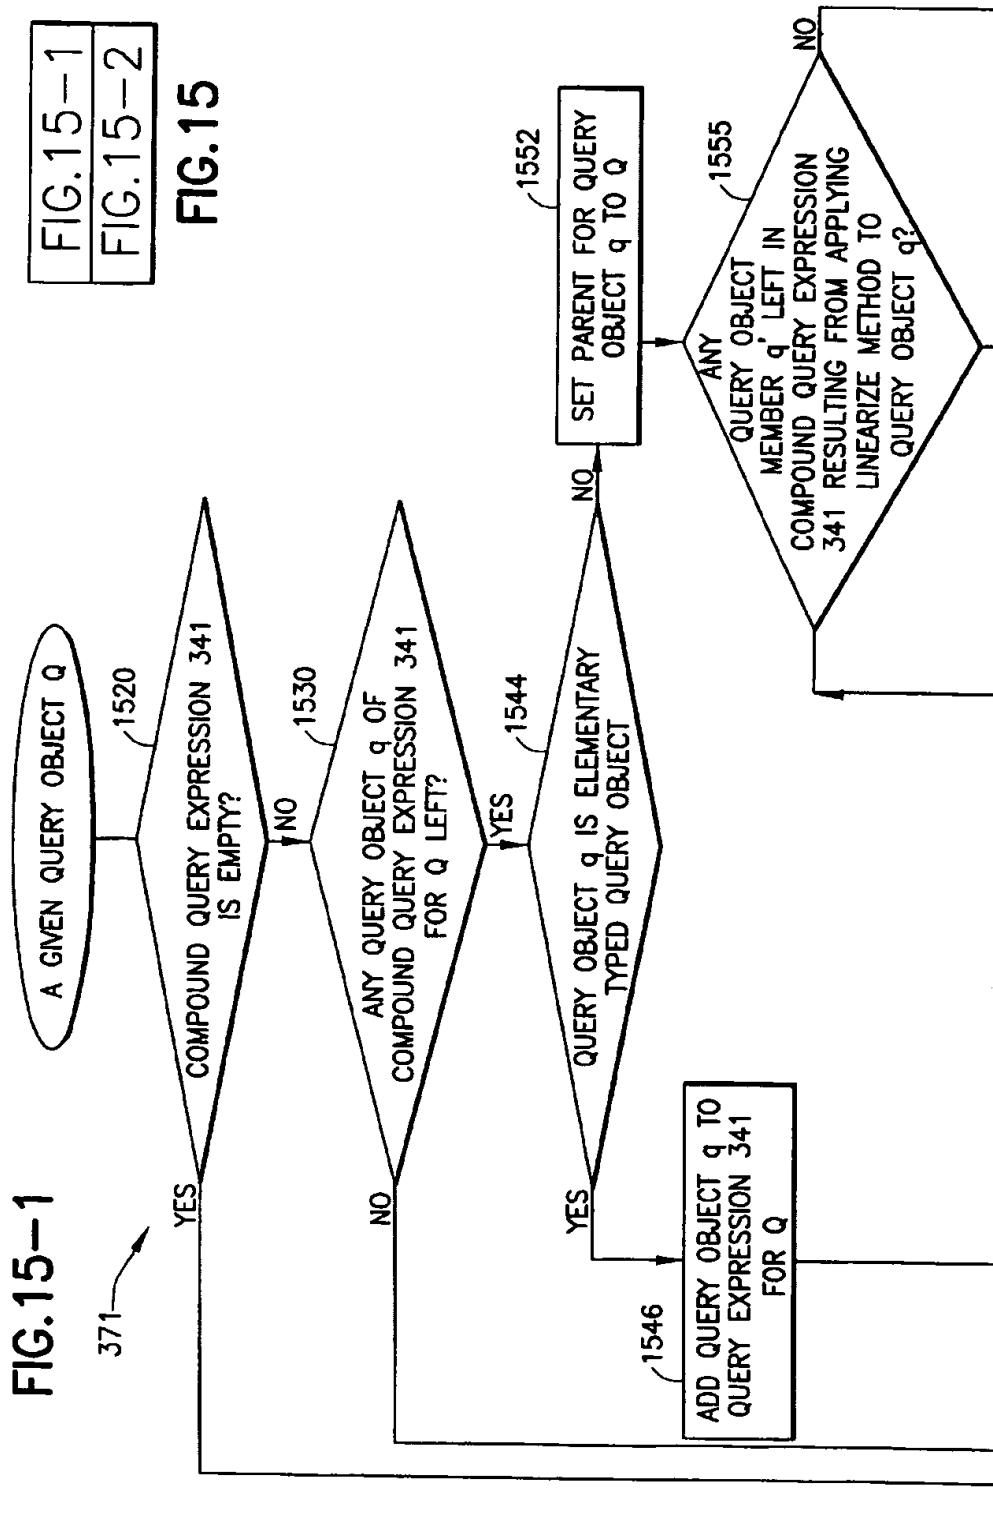 FIG.15-1
FIG.15-1
FIG.15-2
FIG.15
371
A GIVEN QUERY OBJECT Q
1520
COMPOUND QUERY EXPRESSION 341
IS EMPTY?
YES
NO
1530
ANY QUERY OBJECT q OF
COMPOUND QUERY EXPRESSION 341
FOR Q LEFT?
NO
YES
1544
QUERY OBJECT q IS ELEMENTARY
TYPED QUERY OBJECT
YES
NO
1546
ADD QUERY OBJECT q TO
QUERY EXPRESSION 341
FOR Q
1552
SET PARENT FOR QUERY
OBJECT q TO Q
1555
ANY
QUERY OBJECT
MEMBER q' LEFT IN
COMPOUND QUERY EXPRESSION
341 RESULTING FROM APPLYING
LINEARIZE METHOD TO
QUERY OBJECT q?
NO